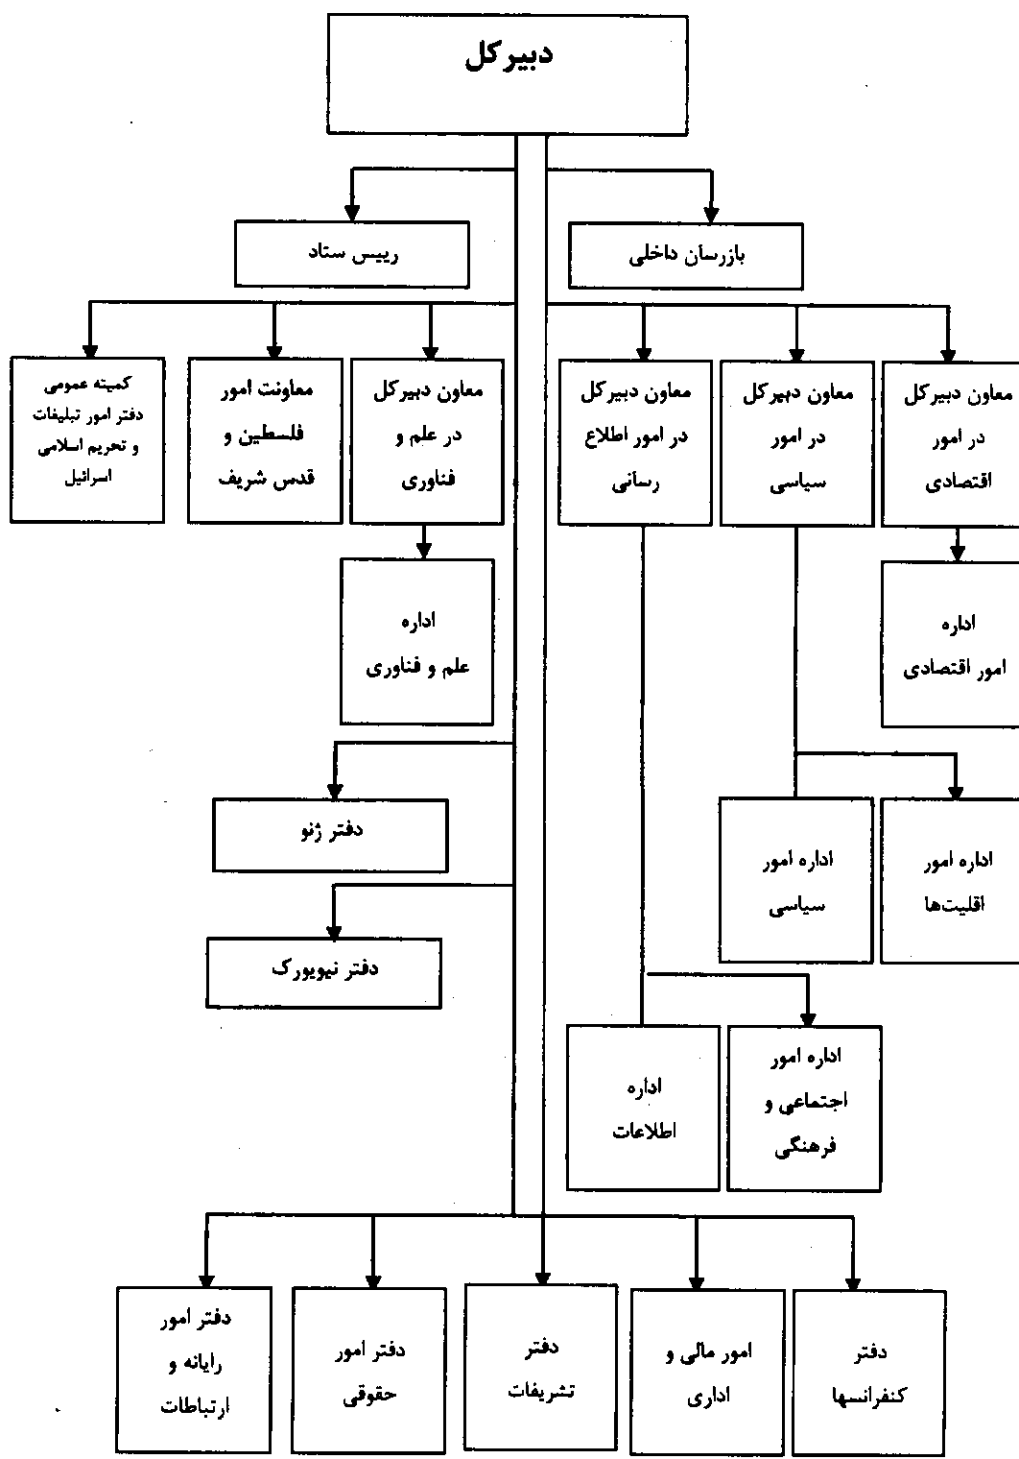 دبیرکل
بازرسان داخلی
رییس ستاد
معاون دبیرکل
در امور
اقتصادی
معاون دبیرکل
در امور
سیاسی
معاون دبیرکل
در امور اطلاع
رسانی
معاون دبیرکل
در علم و
فناوری
معاونت امور
فلسطین و
قدس شریف
کمیته عمومی
دفتر امور تبلیغات
و تحریم اسلامی
اسرائیل
اداره
امور اقتصادی
اداره
علم و فناوری
دفتر ژنو
اداره امور
اقلیت‌ها
اداره امور
سیاسی
دفتر نیویورک
اداره امور
اجتماعی و
فرهنگی
اداره
اطلاعات
دفتر
کنفرانسها
امور مالی و
اداری
دفتر
تشریفات
دفتر امور
حقوقی
دفتر امور
رایانه و
ارتباطات